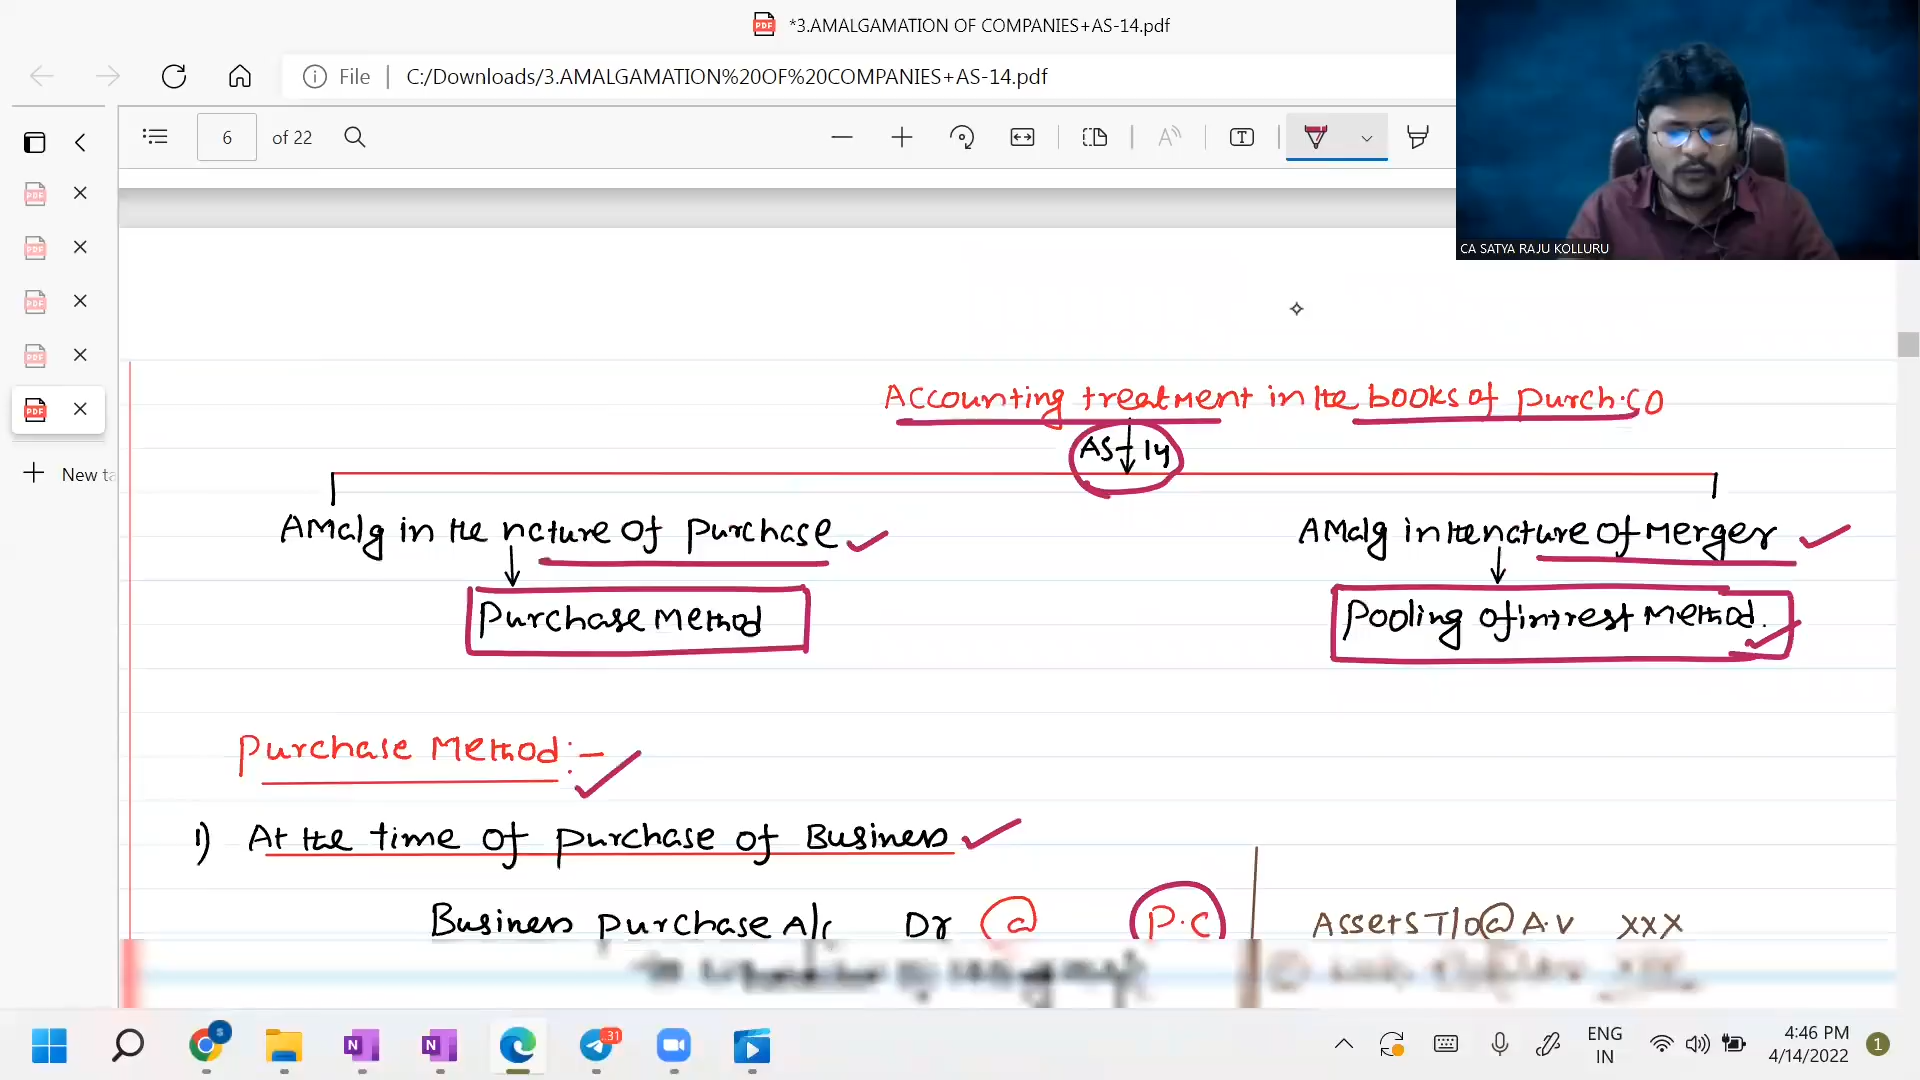 *3.AMALGAMATION OF COMPANIES+AS-14.pdf
File | C:/Downloads/3.AMALGAMATION%20OF%20COMPANIES+AS-14.pdf
6 of 22
CA SATYA RAJU KOLLURU
New ta
Accounting treatment in the books of purch.co
AS-14
Amalg in the nature of purchase
Amalg in the nature of Merger
Purchase Method
Pooling of intrest Method.
Purchase Method:-
1) At the time of purchase of Business
Business purchase A/c Dr @ P.C
Assets T/o @ A.V xxx
31
ENG
IN
4:46 PM
4/14/2022
1